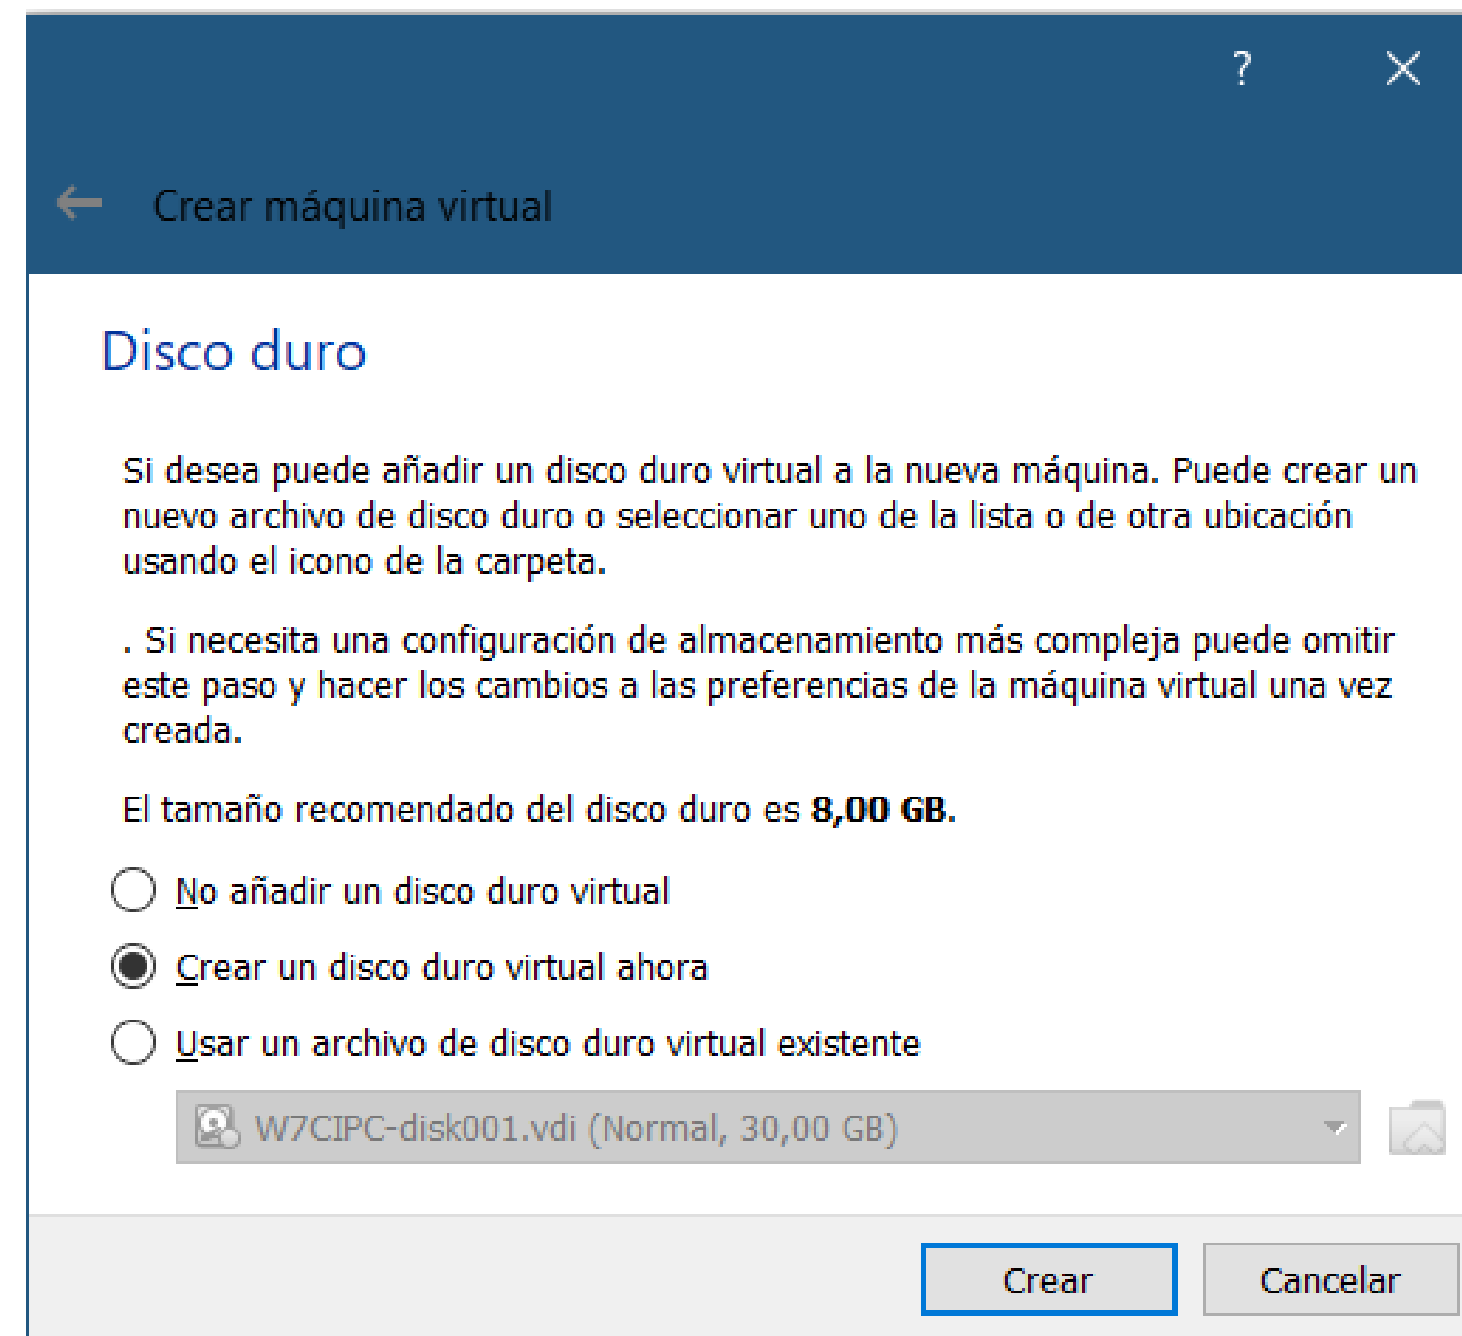 ?
Crear máquina virtual
Disco duro
Si desea puede añadir un disco duro virtual a la nueva máquina. Puede crear un
nuevo archivo de disco duro o seleccionar uno de la lista o de otra ubicación
usando el icono de la carpeta.
. Si necesita una configuración de almacenamiento más compleja puede omitir
este paso y hacer los cambios a las preferencias de la máquina virtual una vez
creada.
El tamaño recomendado del disco duro es 8,00 GB.
No añadir un disco duro virtual
Crear un disco duro virtual ahora
Usar un archivo de disco duro virtual existente
W7CIPC-disk001.vdi (Normal, 30,00 GB)
Crear
Cancelar